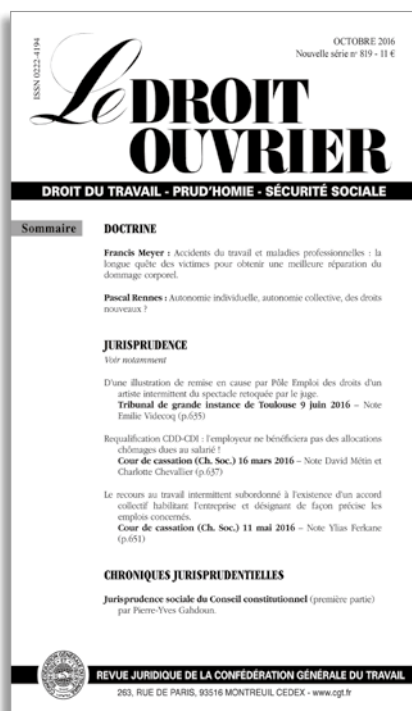 ISSN 0222-4194
OCTOBRE 2016
Nouvelle série n° 819 - 11 €
Le DROIT
OUVRIER
DROIT DU TRAVAIL - PRUD'HOMIE - SÉCURITÉ SOCIALE
Sommaire
DOCTRINE
Francis Meyer : Accidents du travail et maladies professionnelles : la
longue quête des victimes pour obtenir une meilleure réparation du
dommage corporel.
Pascal Rennes : Autonomie individuelle, autonomie collective, des droits
nouveaux ?
JURISPRUDENCE
Voir notamment
D'une illustration de remise en cause par Pôle Emploi des droits d'un
artiste intermittent du spectacle retoquée par le juge.
Tribunal de grande instance de Toulouse 9 juin 2016 – Note
Emilie Videcoq (p.635)
Requalification CDD-CDI : l'employeur ne bénéficiera pas des allocations
chômages dues au salarié !
Cour de cassation (Ch. Soc.) 16 mars 2016 – Note David Métin et
Charlotte Chevallier (p.637)
Le recours au travail intermittent subordonné à l'existence d'un accord
collectif habilitant l'entreprise et désignant de façon précise les
emplois concernés.
Cour de cassation (Ch. Soc.) 11 mai 2016 – Note Ylias Ferkane
(p.651)
CHRONIQUES JURISPRUDENTIELLES
Jurisprudence sociale du Conseil constitutionnel (première partie)
par Pierre-Yves Gahdoun.
REVUE JURIDIQUE DE LA CONFÉDÉRATION GÉNÉRALE DU TRAVAIL
263, RUE DE PARIS, 93516 MONTREUIL CEDEX - www.cgt.fr